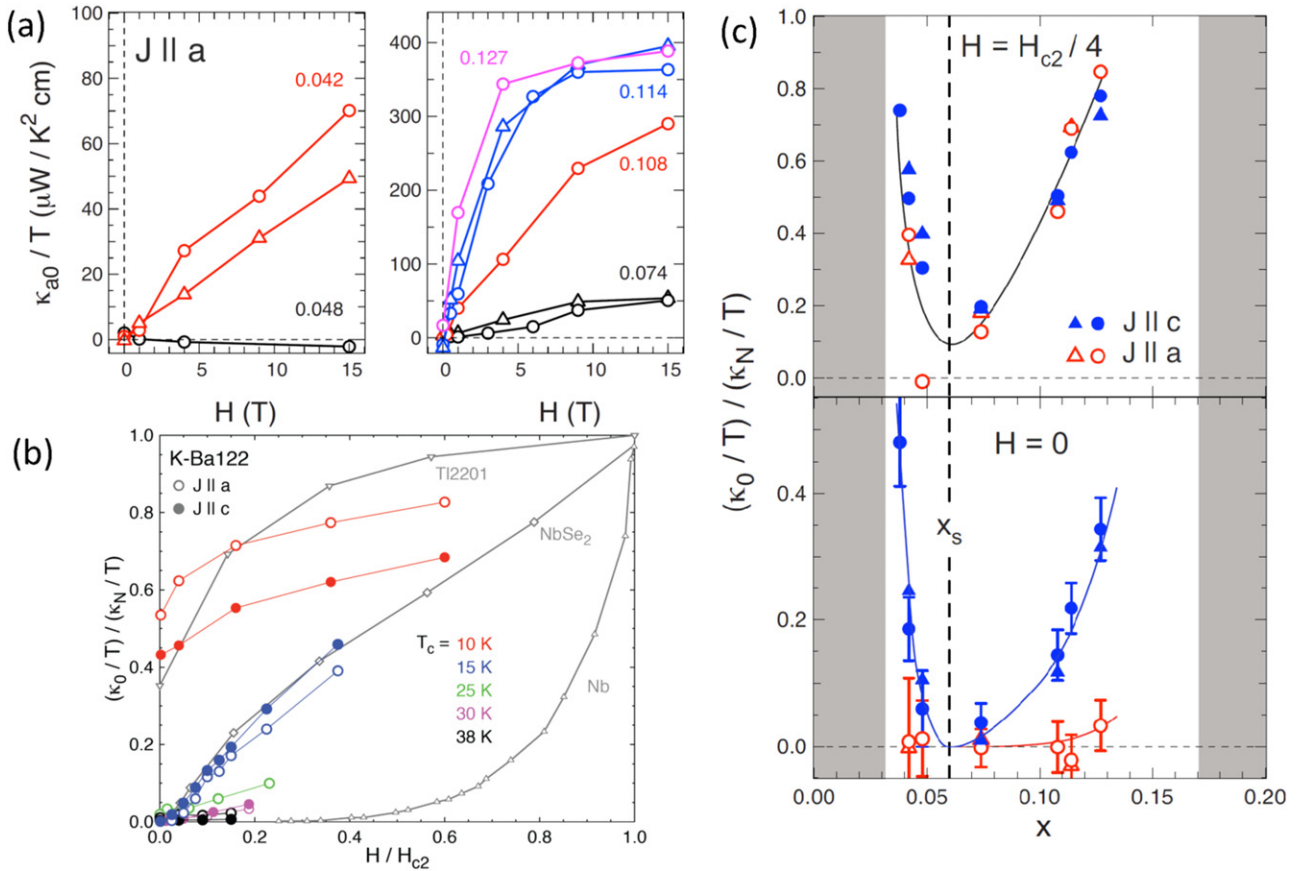 (a)
J || a
κa0 / T (μW / K² cm)
100
80
60
40
20
0
0.042
0.048
0
5
10
15
H (T)
400
300
200
100
0
0.127
0.114
0.108
0.074
0
5
10
15
H (T)
(b)
(κ0 / T) / (κN / T)
1.0
0.8
0.6
0.4
0.2
0.0
K-Ba122
J || a
J || c
Tl2201
NbSe2
Nb
Tc = 10 K
15 K
25 K
30 K
38 K
0.0
0.2
0.4
0.6
0.8
1.0
H / Hc2
(c)
(κ0 / T) / (κN / T)
1.0
0.8
0.6
0.4
0.2
0.0
H = Hc2 / 4
J || c
J || a
0.4
0.2
0.0
H = 0
xs
0.00
0.05
0.10
0.15
0.20
x